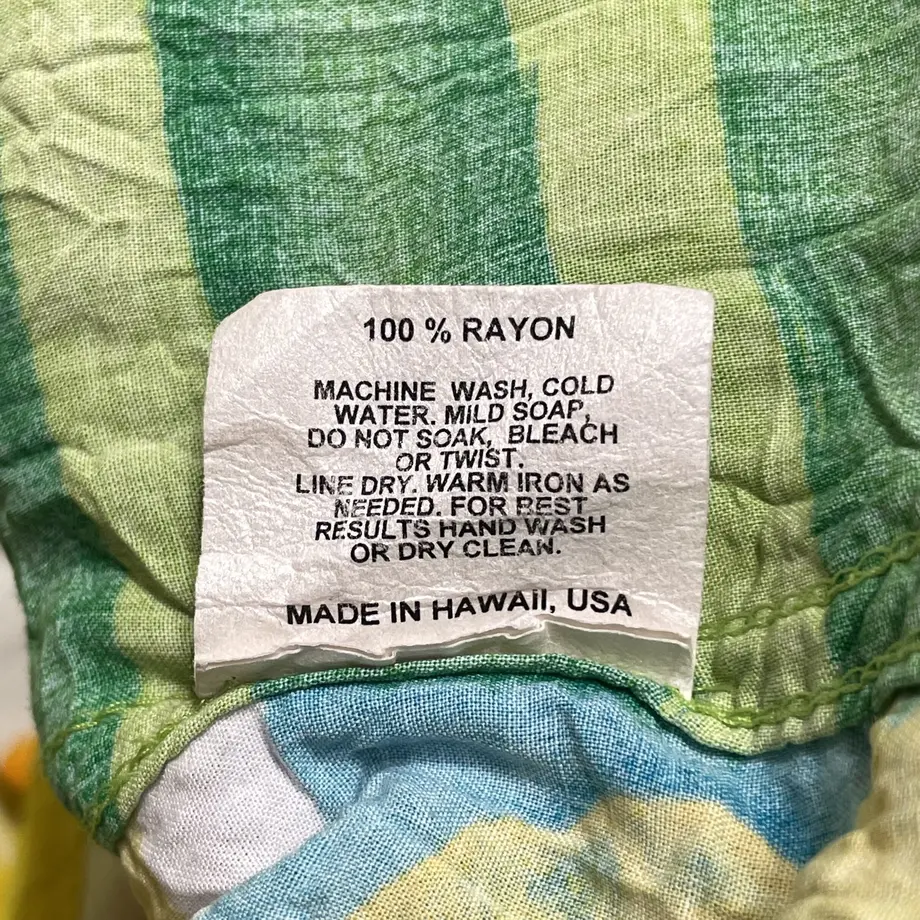 100 % RAYON
MACHINE WASH, COLD
WATER. MILD SOAP,
DO NOT SOAK, BLEACH
OR TWIST.
LINE DRY. WARM IRON AS
NEEDED. FOR BEST
RESULTS HAND WASH
OR DRY CLEAN.
MADE IN HAWAII, USA